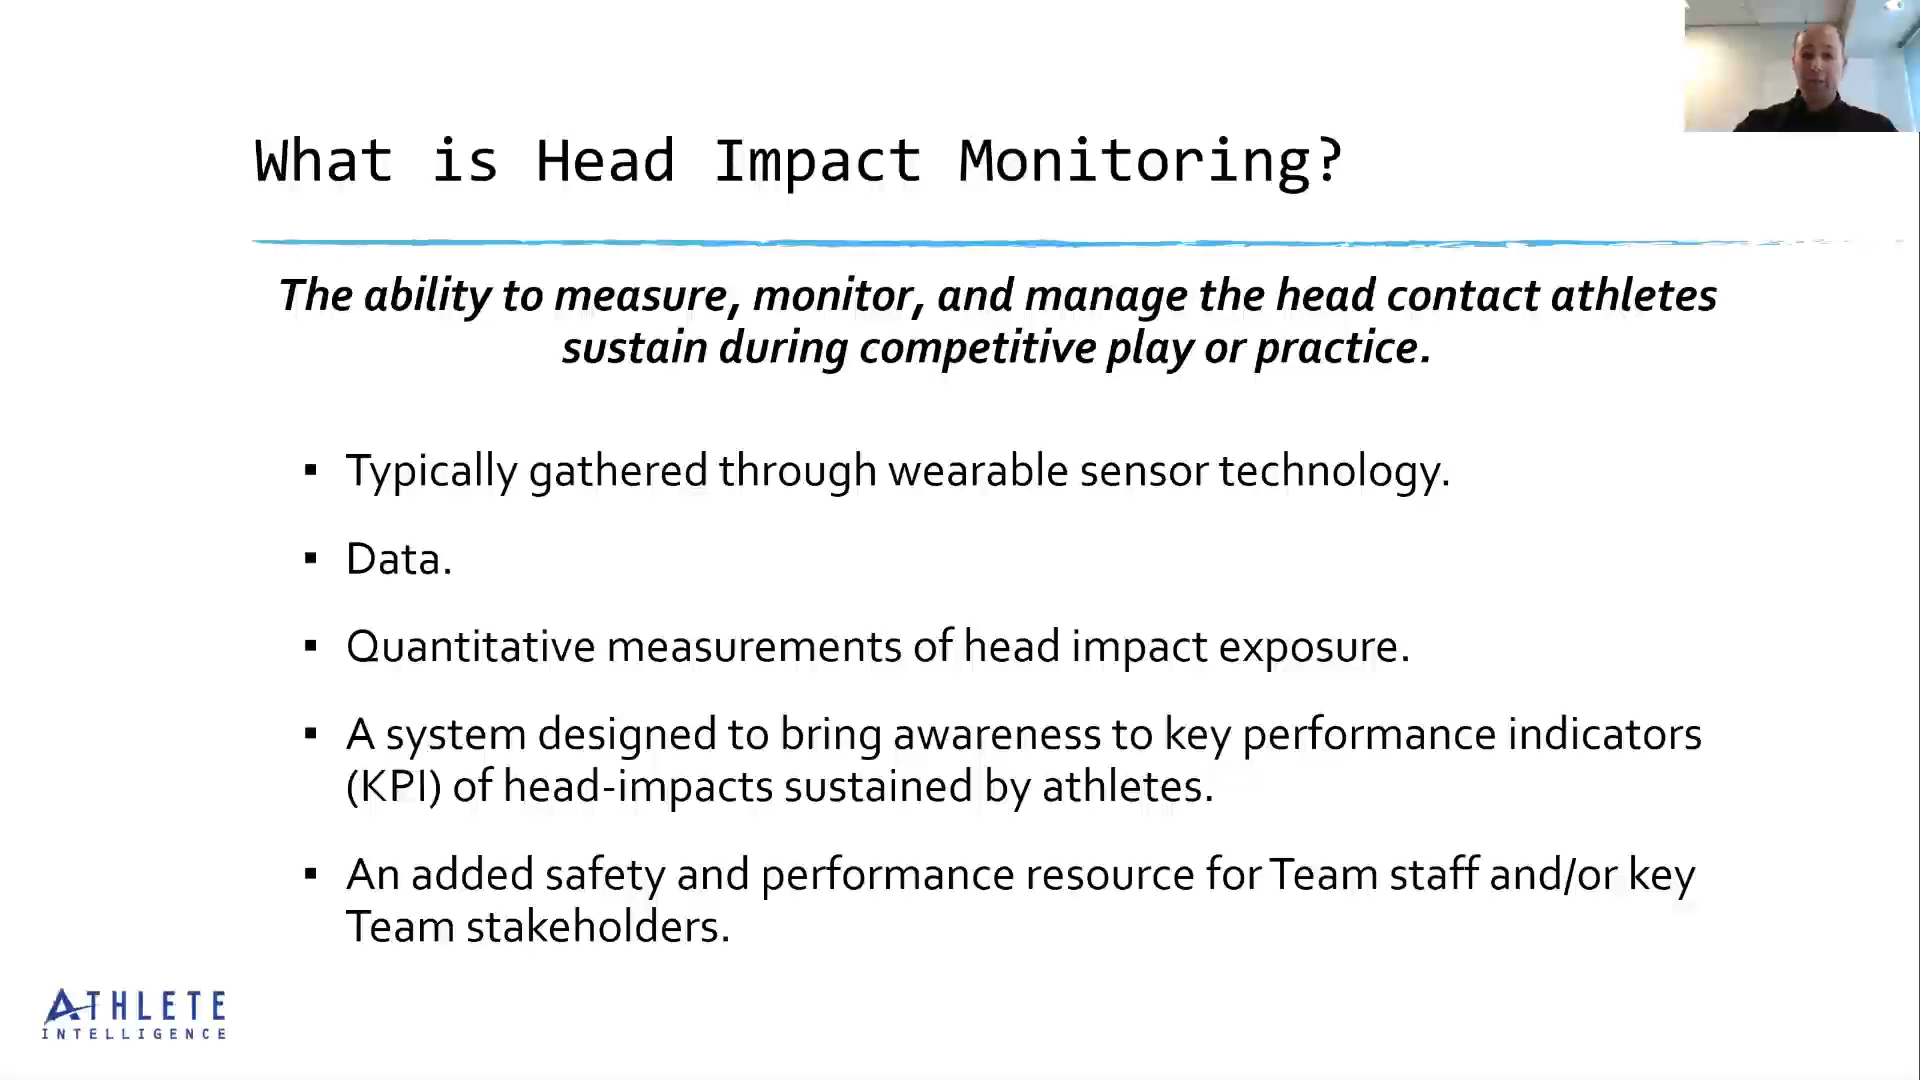 What is Head Impact Monitoring?
The ability to measure, monitor, and manage the head contact athletes
sustain during competitive play or practice.
▪ Typically gathered through wearable sensor technology.
▪ Data.
▪ Quantitative measurements of head impact exposure.
▪ A system designed to bring awareness to key performance indicators
(KPI) of head-impacts sustained by athletes.
▪ An added safety and performance resource for Team staff and/or key
Team stakeholders.
ATHLETE
INTELLIGENCE